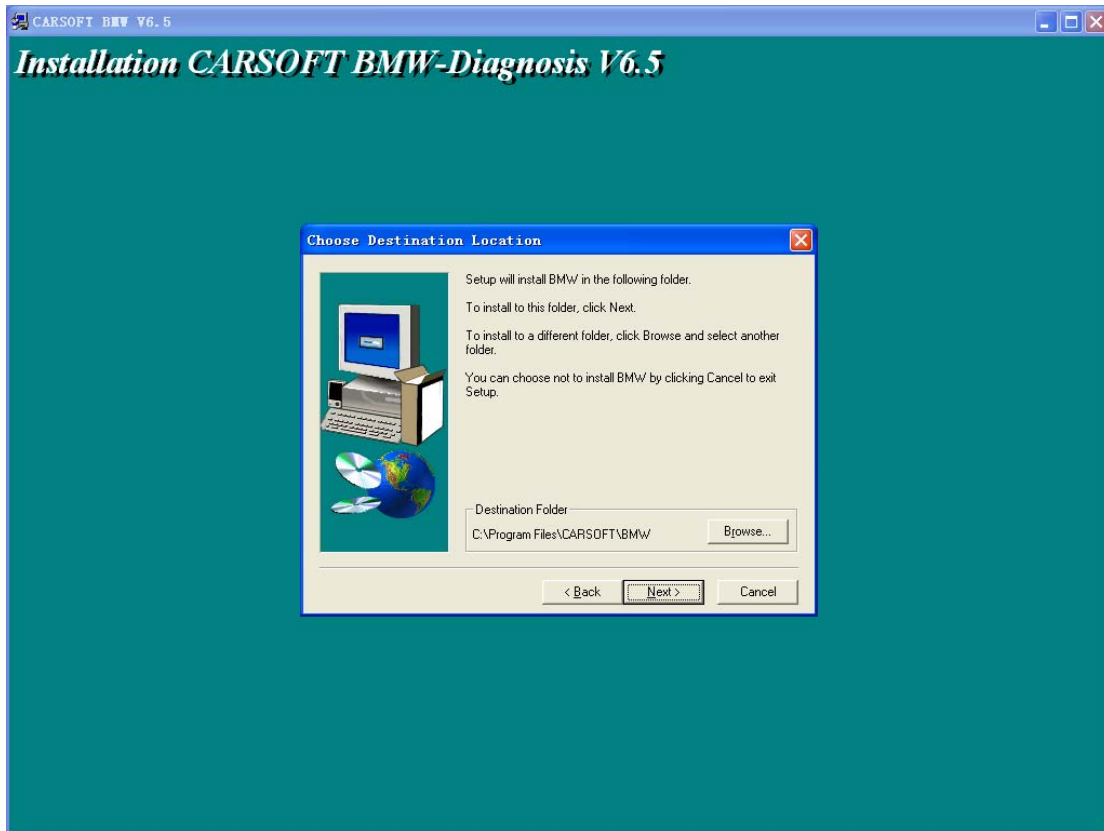 CARSOFT BMW V6.5
Installation CARSOFT BMW-Diagnosis V6.5
Choose Destination Location
Setup will install BMW in the following folder.
To install to this folder, click Next.
To install to a different folder, click Browse and select another
folder.
You can choose not to install BMW by clicking Cancel to exit
Setup.
Destination Folder
C:\Program Files\CARSOFT\BMW
Browse...
< Back
Next >
Cancel